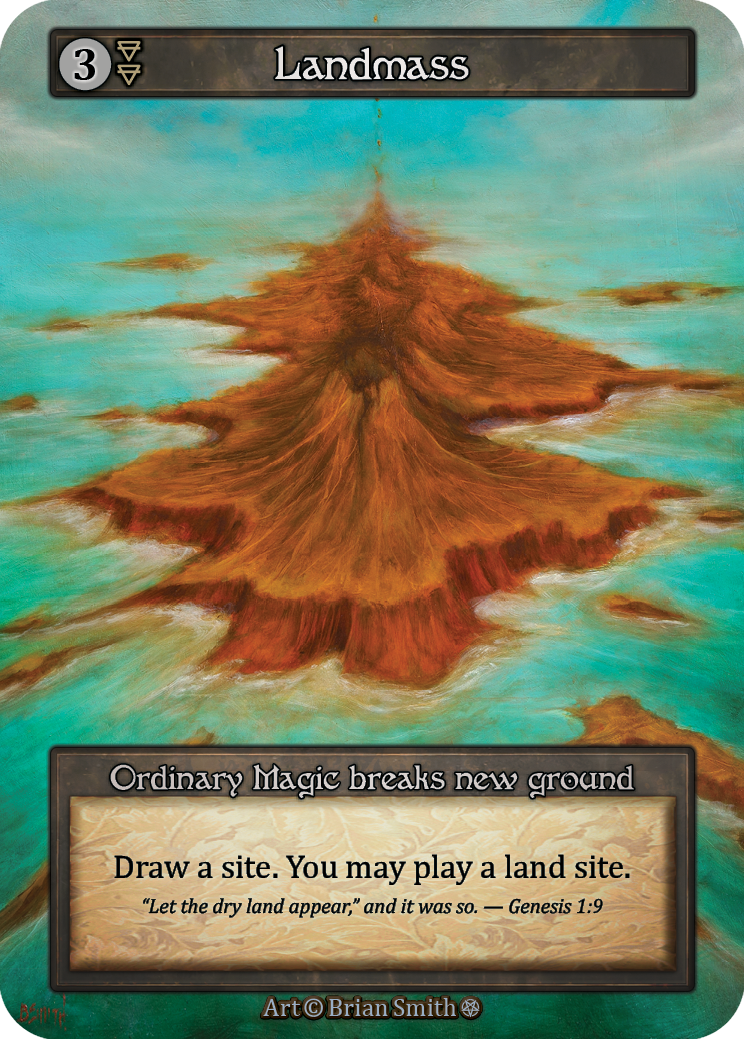 3 Landmass
Ordinary Magic breaks new ground
Draw a site. You may play a land site.
“Let the dry land appear,” and it was so. — Genesis 1:9
Art © Brian Smith